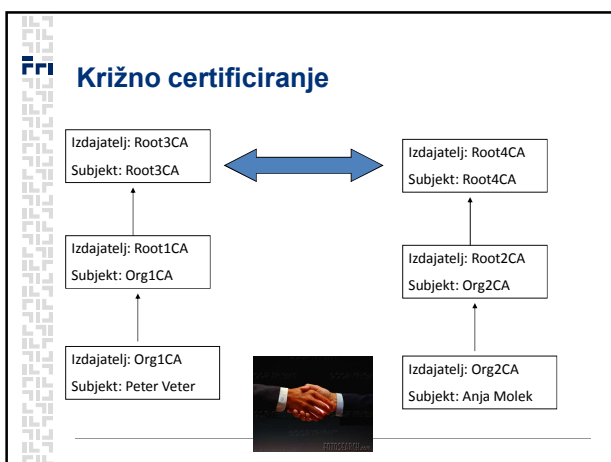 Fri
Križno certificiranje
Izdajatelj: Root3CA
Subjekt: Root3CA
Izdajatelj: Root4CA
Subjekt: Root4CA
Izdajatelj: Root1CA
Subjekt: Org1CA
Izdajatelj: Root2CA
Subjekt: Org2CA
Izdajatelj: Org1CA
Subjekt: Peter Veter
Izdajatelj: Org2CA
Subjekt: Anja Molek